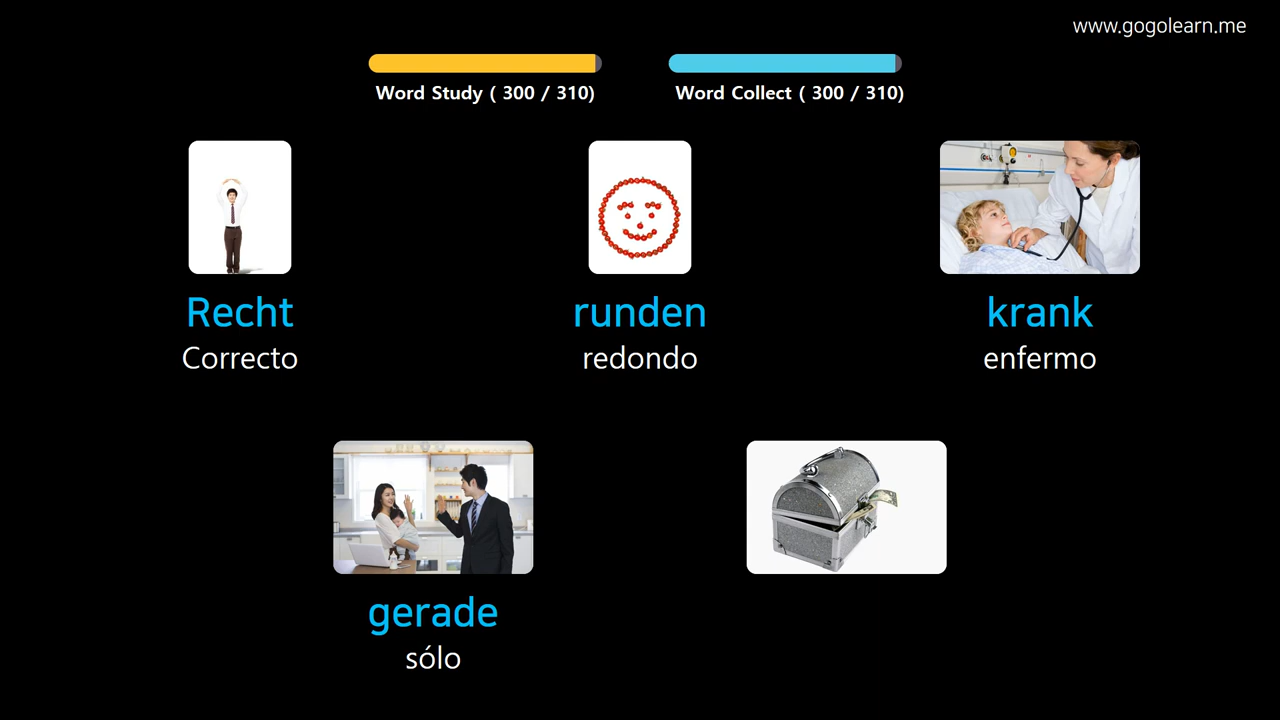 www.gogolearn.me
Word Study ( 300 / 310)
Word Collect ( 300 / 310)
Recht
Correcto
runden
redondo
krank
enfermo
gerade
sólo